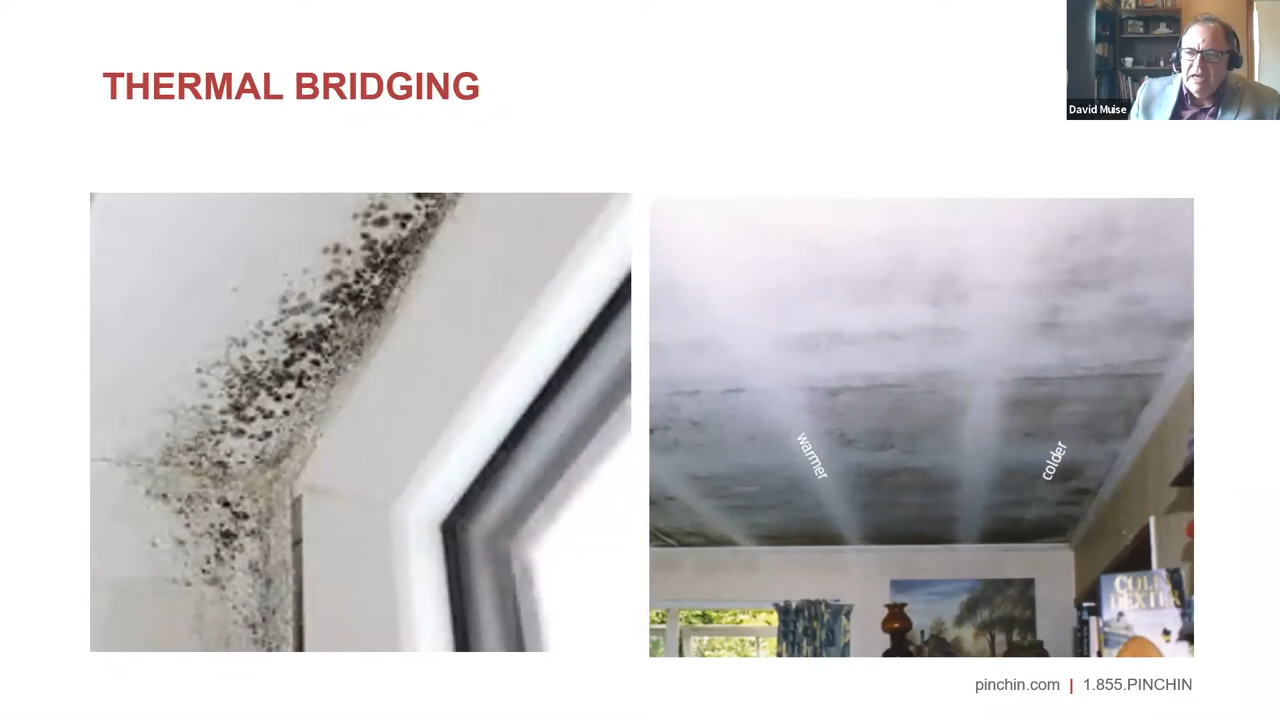 THERMAL BRIDGING
David Muise
warmer
colder
COLIN
DEXTER
pinchin.com | 1.855.PINCHIN